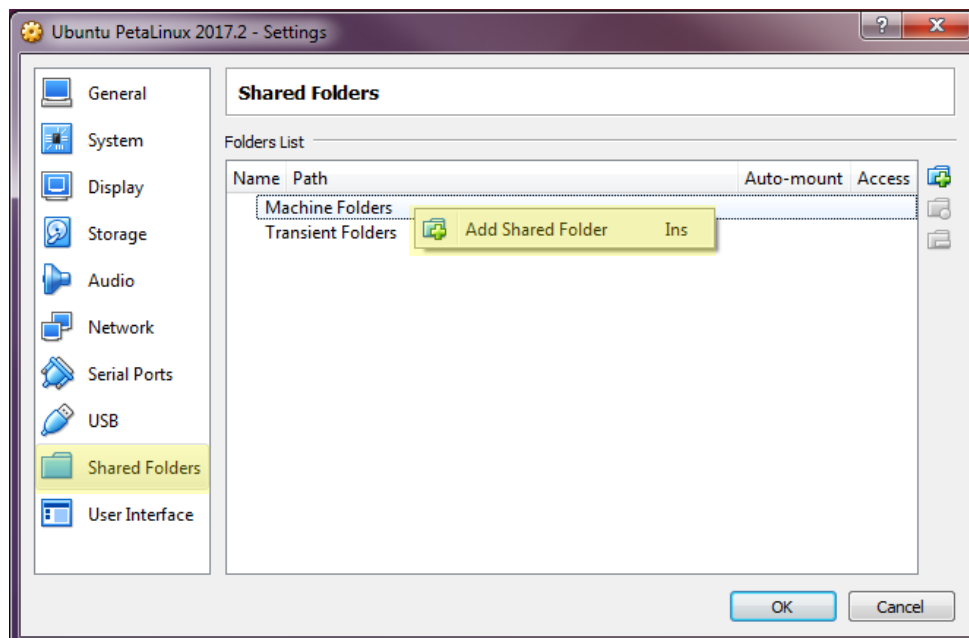 Ubuntu PetaLinux 2017.2 - Settings
?
X
General
System
Display
Storage
Audio
Network
Serial Ports
USB
Shared Folders
User Interface
Shared Folders
Folders List
Name Path Auto-mount Access
Machine Folders
Transient Folders
Add Shared Folder Ins
OK
Cancel